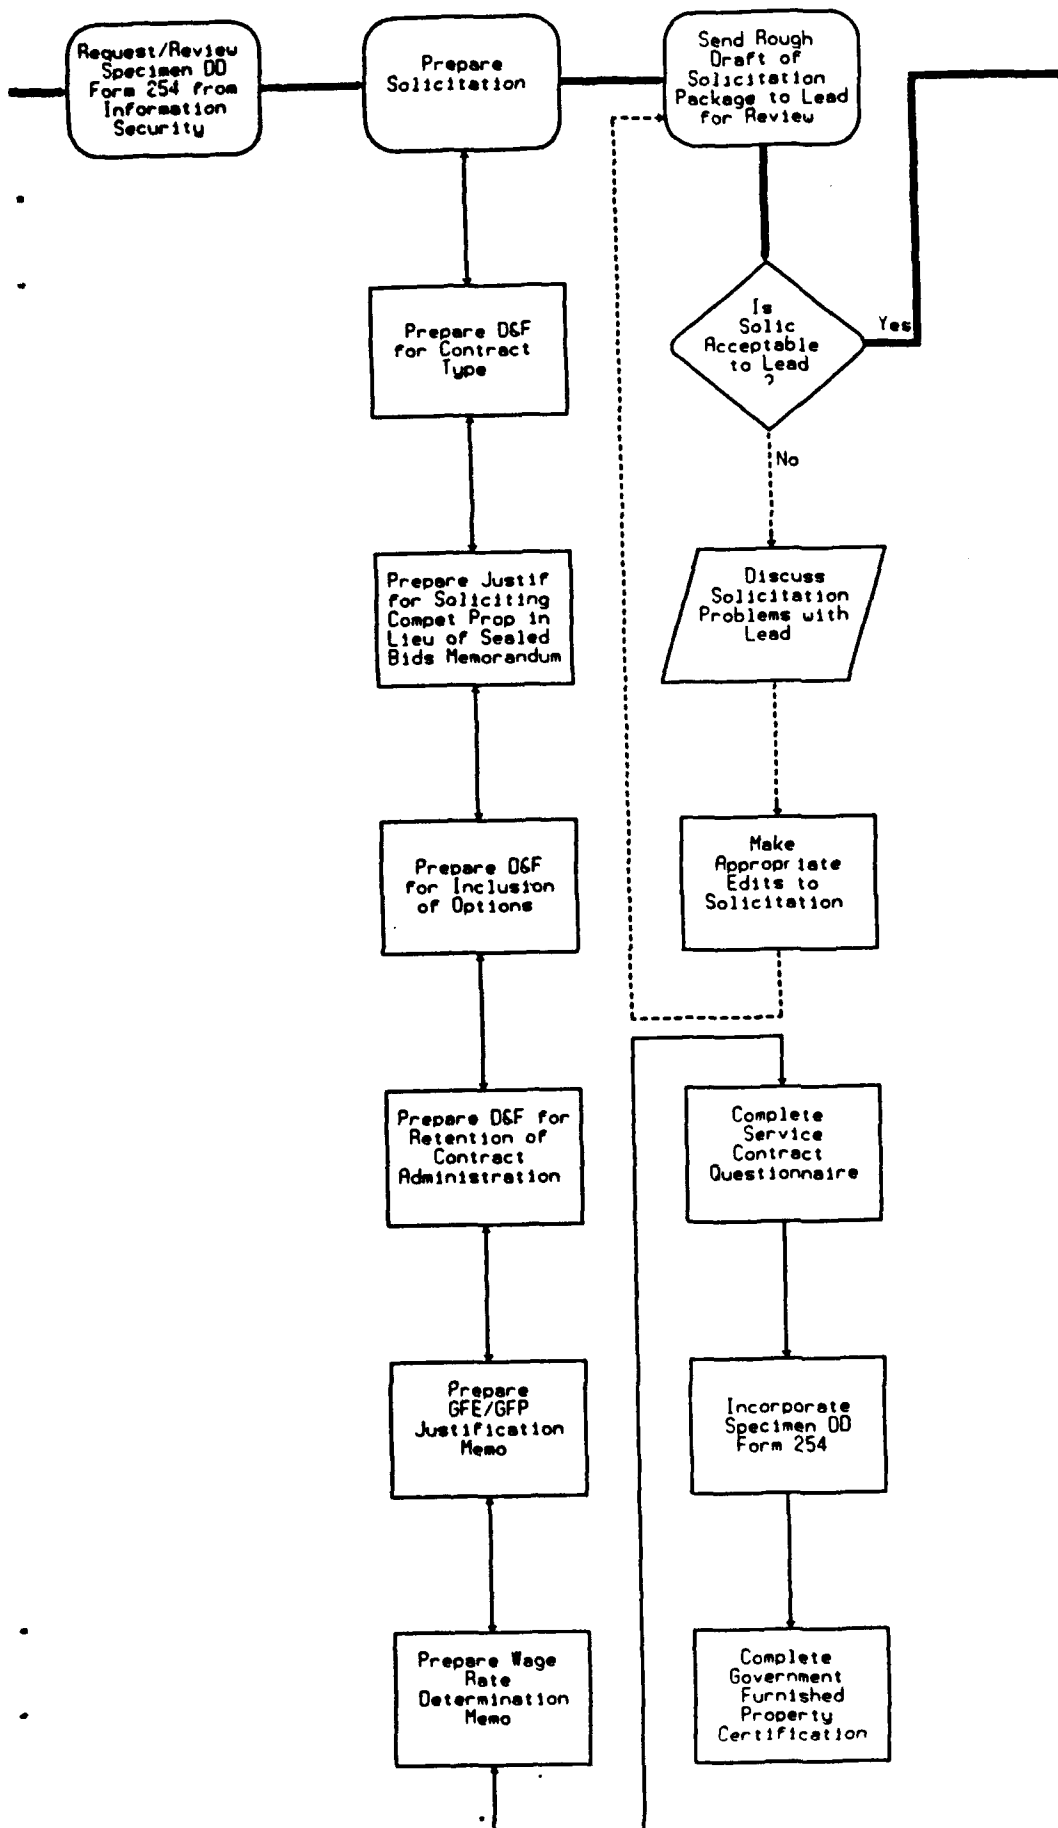 Request/Review
Specimen DD
Form 254 from
Information
Security
Prepare
Solicitation
Send Rough
Draft of
Solicitation
Package to Lead
for Review
Is
Solic
Acceptable
to Lead
?
Yes
No
Prepare D&F
for Contract
Type
Prepare Justif
for Soliciting
Compet Prop in
Lieu of Sealed
Bids Memorandum
Discuss
Solicitation
Problems with
Lead
Prepare D&F
for Inclusion
of Options
Make
Appropriate
Edits to
Solicitation
Prepare D&F for
Retention of
Contract
Administration
Complete
Service
Contract
Questionnaire
Prepare
GFE/GFP
Justification
Memo
Incorporate
Specimen DD
Form 254
Prepare Wage
Rate
Determination
Memo
Complete
Government
Furnished
Property
Certification